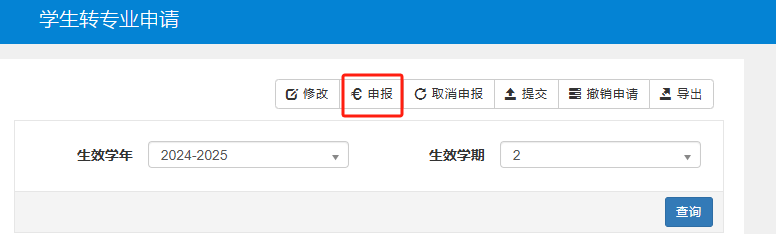 学生转专业申请
修改 申报 取消申报 提交 撤销申请 导出
生效学年 2024-2025 生效学期 2
查询